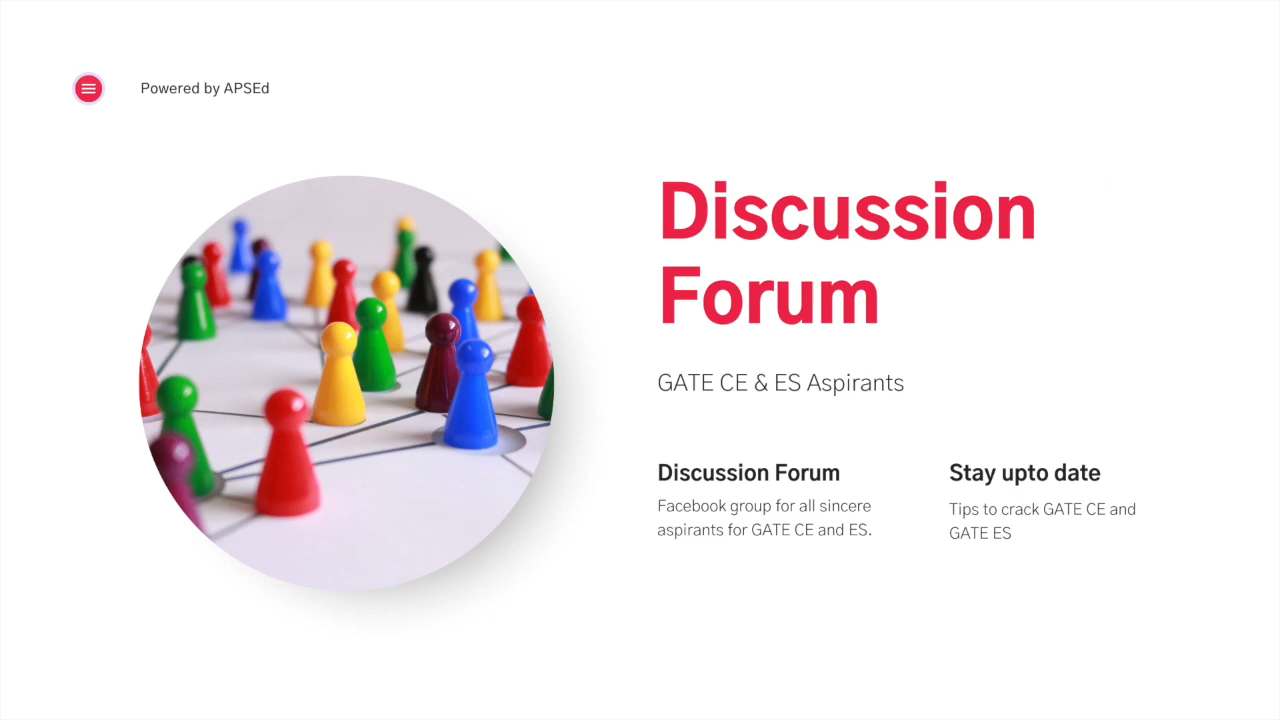 Powered by APSEd
Discussion
Forum
GATE CE & ES Aspirants
Discussion Forum
Facebook group for all sincere
aspirants for GATE CE and ES.
Stay upto date
Tips to crack GATE CE and
GATE ES